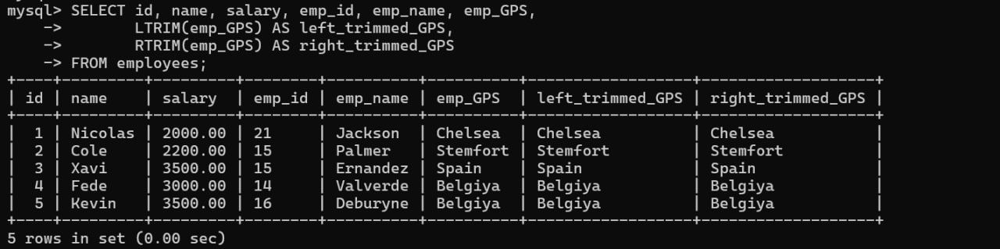 mysql> SELECT id, name, salary, emp_id, emp_name, emp_GPS,
    ->        LTRIM(emp_GPS) AS left_trimmed_GPS,
    ->        RTRIM(emp_GPS) AS right_trimmed_GPS
    -> FROM employees;
+----+---------+---------+--------+----------+----------+------------------+-------------------+
| id | name    | salary  | emp_id | emp_name | emp_GPS  | left_trimmed_GPS | right_trimmed_GPS |
+----+---------+---------+--------+----------+----------+------------------+-------------------+
|  1 | Nicolas | 2000.00 | 21     | Jackson  | Chelsea  | Chelsea          | Chelsea           |
|  2 | Cole    | 2200.00 | 15     | Palmer   | Stemfort | Stemfort         | Stemfort          |
|  3 | Xavi    | 3500.00 | 15     | Ernandez | Spain    | Spain            | Spain             |
|  4 | Fede    | 3000.00 | 14     | Valverde | Belgiya  | Belgiya          | Belgiya           |
|  5 | Kevin   | 3500.00 | 16     | Deburyne | Belgiya  | Belgiya          | Belgiya           |
+----+---------+---------+--------+----------+----------+------------------+-------------------+
5 rows in set (0.00 sec)